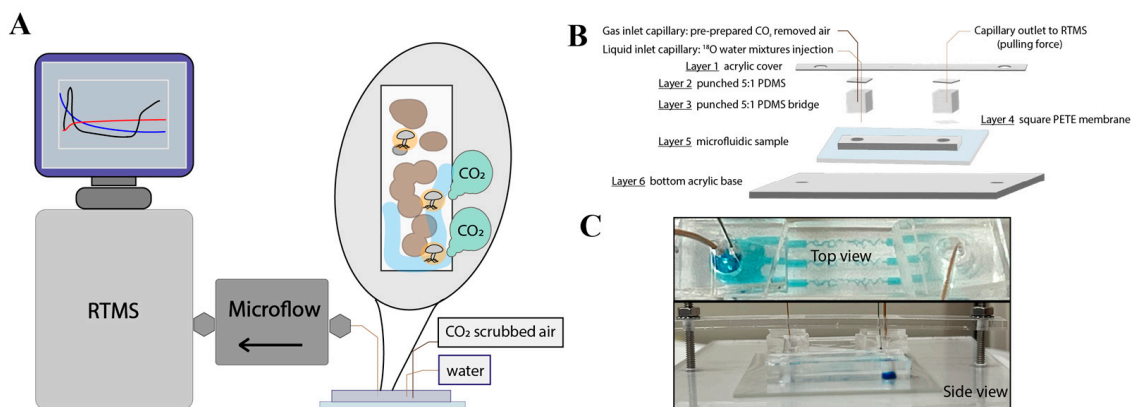 A
RTMS
Microflow
CO₂
CO₂
CO₂ scrubbed air
water
B
Gas inlet capillary: pre-prepared CO₂ removed air
Liquid inlet capillary: ¹⁸O water mixtures injection
Capillary outlet to RTMS
(pulling force)
Layer 1 acrylic cover
Layer 2 punched 5:1 PDMS
Layer 3 punched 5:1 PDMS bridge
Layer 4 square PETE membrane
Layer 5 microfluidic sample
Layer 6 bottom acrylic base
C
Top view
Side view